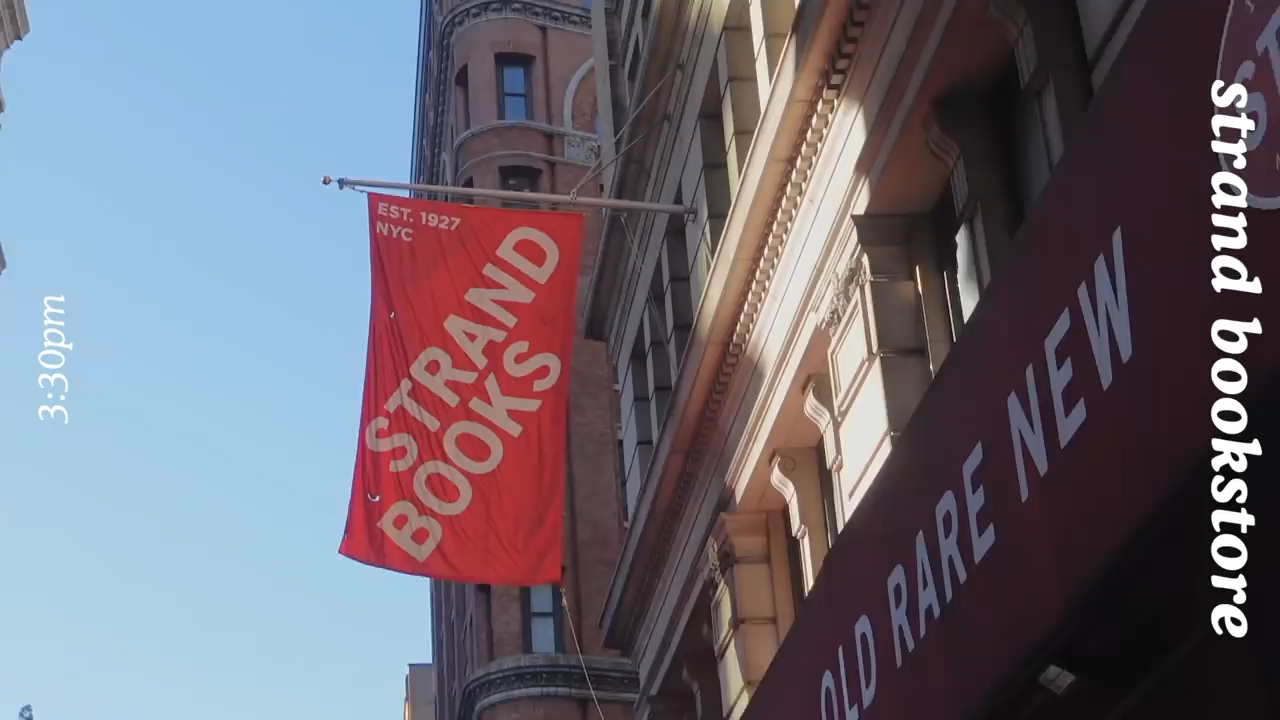 3:30pm
EST. 1927
NYC
STRAND
BOOKS
OLD RARE NEW
strand bookstore